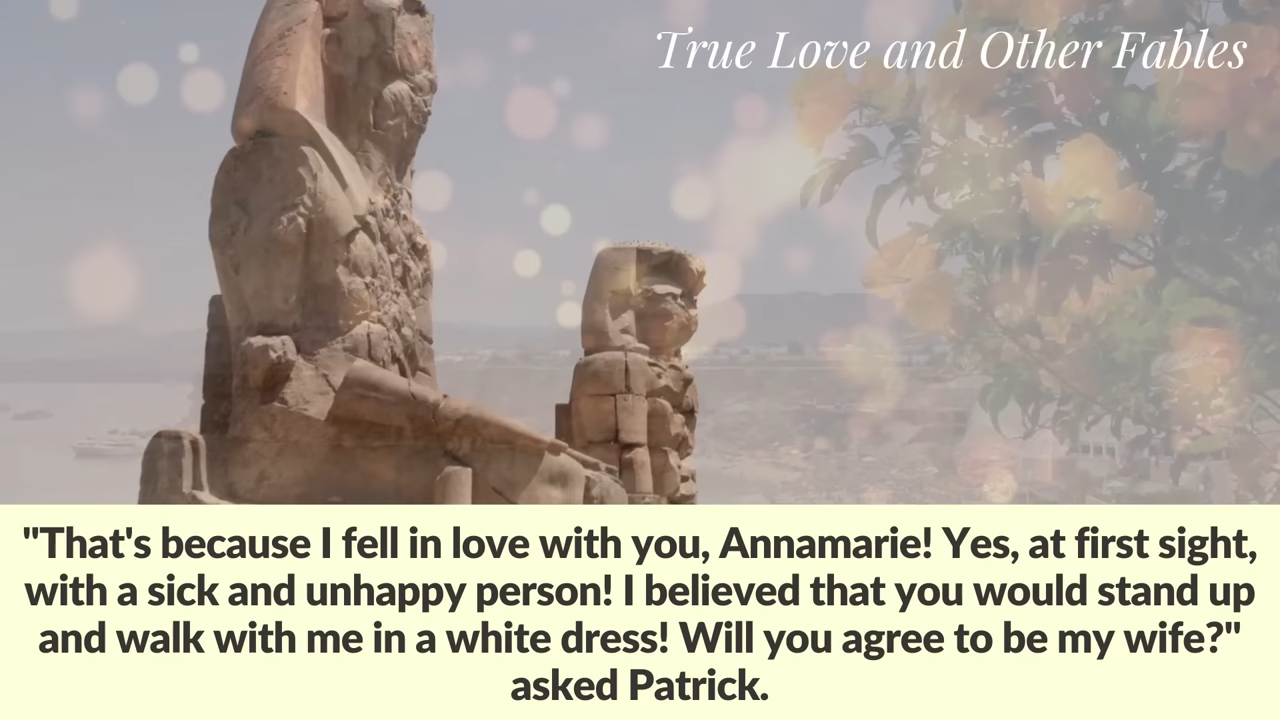 True Love and Other Fables
"That's because I fell in love with you, Annamarie! Yes, at first sight,
with a sick and unhappy person! I believed that you would stand up
and walk with me in a white dress! Will you agree to be my wife?"
asked Patrick.